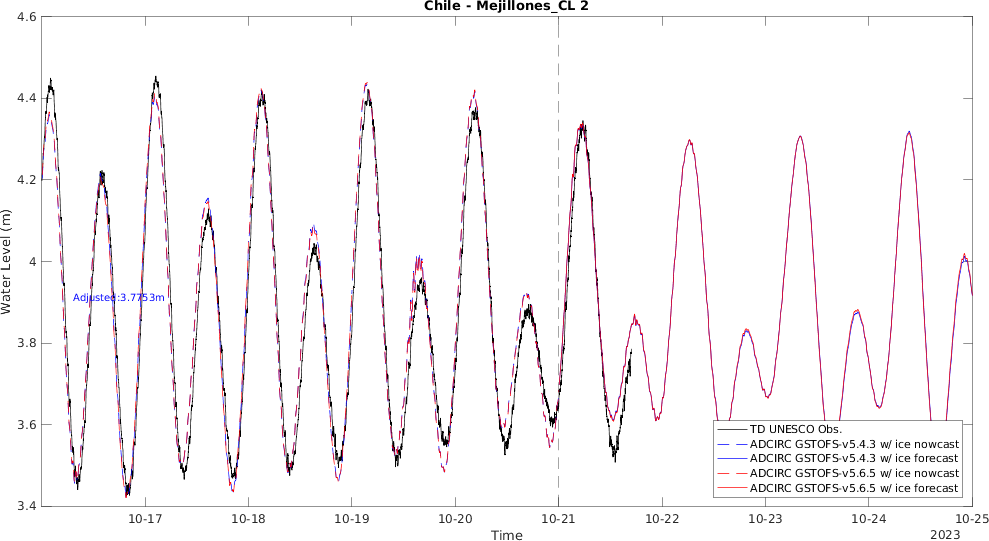 Chile - Mejillones_CL 2
4.6
4.4
4.2
4
3.8
3.6
3.4
Water Level (m)
Adjusted:3.7753m
TD UNESCO Obs.
ADCIRC GSTOFS-v5.4.3 w/ ice nowcast
ADCIRC GSTOFS-v5.4.3 w/ ice forecast
ADCIRC GSTOFS-v5.6.5 w/ ice nowcast
ADCIRC GSTOFS-v5.6.5 w/ ice forecast
10-17 10-18 10-19 10-20 10-21 10-22 10-23 10-24 10-25
Time
2023